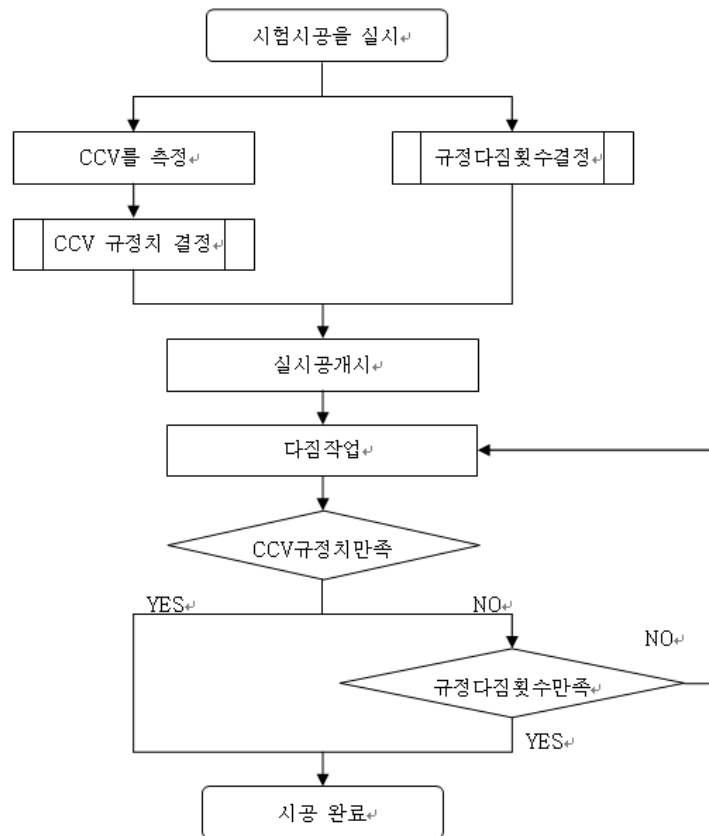 시험시공을 실시
CCV를 측정
규정다짐횟수결정
CCV 규정치 결정
실시공개시
다짐작업
CCV규정치만족
YES
NO
NO
규정다짐횟수만족
YES
시공 완료